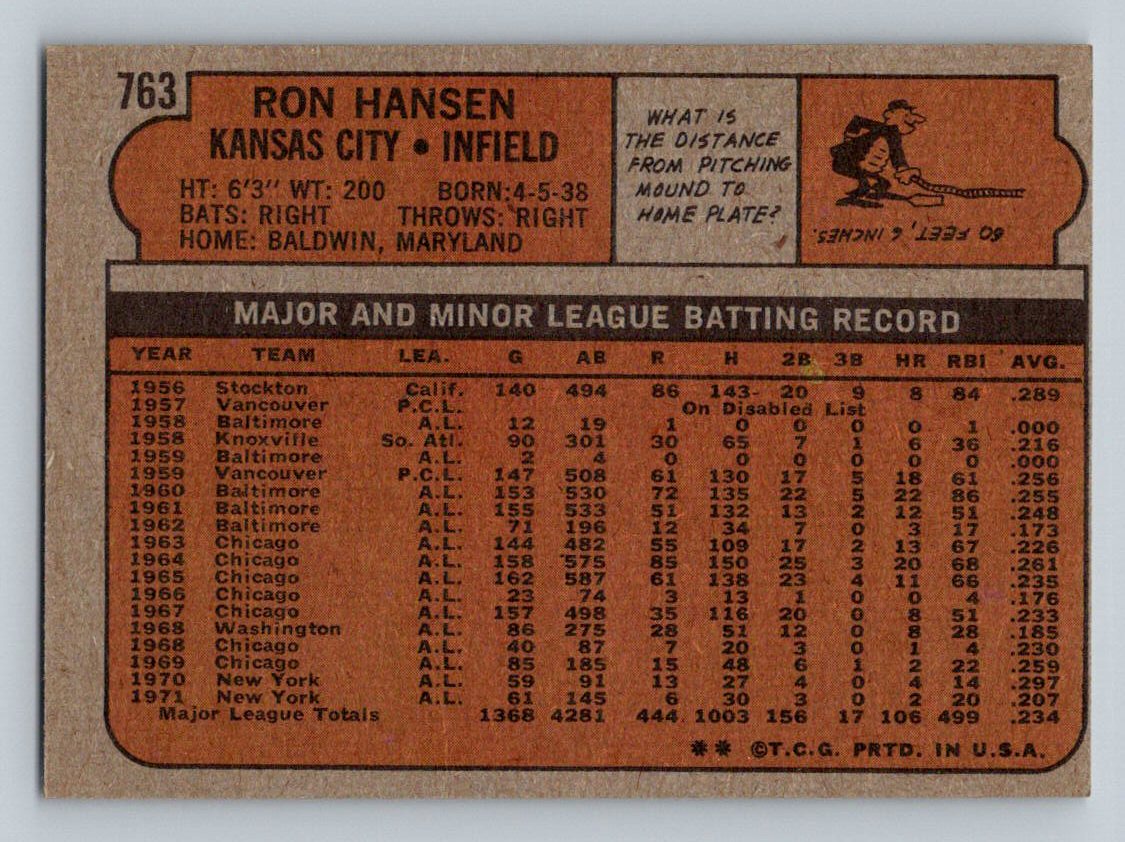 763
RON HANSEN
KANSAS CITY • INFIELD
HT: 6'3" WT: 200 BORN: 4-5-38
BATS: RIGHT THROWS: RIGHT
HOME: BALDWIN, MARYLAND
WHAT IS
THE DISTANCE
FROM PITCHING
MOUND TO
HOME PLATE?
60 FEET, 6 INCHES.
MAJOR AND MINOR LEAGUE BATTING RECORD
YEAR TEAM LEA. G AB R H 2B 3B HR RBI AVG.
1956 Stockton Calif. 140 494 86 143 20 9 8 84 .289
1957 Vancouver P.C.L. On Disabled List
1958 Baltimore A.L. 12 19 1 0 0 0 0 1 .000
1958 Knoxville So. Atl. 90 301 30 65 7 1 6 36 .216
1959 Baltimore A.L. 2 4 0 0 0 0 0 0 .000
1959 Vancouver P.C.L. 147 508 61 130 17 5 18 61 .256
1960 Baltimore A.L. 153 530 72 135 22 5 22 86 .255
1961 Baltimore A.L. 155 533 51 132 13 2 12 51 .248
1962 Baltimore A.L. 71 196 12 34 7 0 3 17 .173
1963 Chicago A.L. 144 482 55 109 17 2 13 67 .226
1964 Chicago A.L. 158 575 85 150 25 3 20 68 .261
1965 Chicago A.L. 162 587 61 138 23 4 11 66 .235
1966 Chicago A.L. 23 74 3 13 1 0 0 4 .176
1967 Chicago A.L. 157 498 35 116 20 0 8 51 .233
1968 Washington A.L. 86 275 28 51 12 0 8 28 .185
1968 Chicago A.L. 40 87 7 20 3 0 1 4 .230
1969 Chicago A.L. 85 185 15 48 6 1 2 22 .259
1970 New York A.L. 59 91 13 27 4 0 4 14 .297
1971 New York A.L. 61 145 6 30 3 0 2 20 .207
Major League Totals 1368 4281 444 1003 156 17 106 499 .234
** ©T.C.G. PRTD. IN U.S.A.